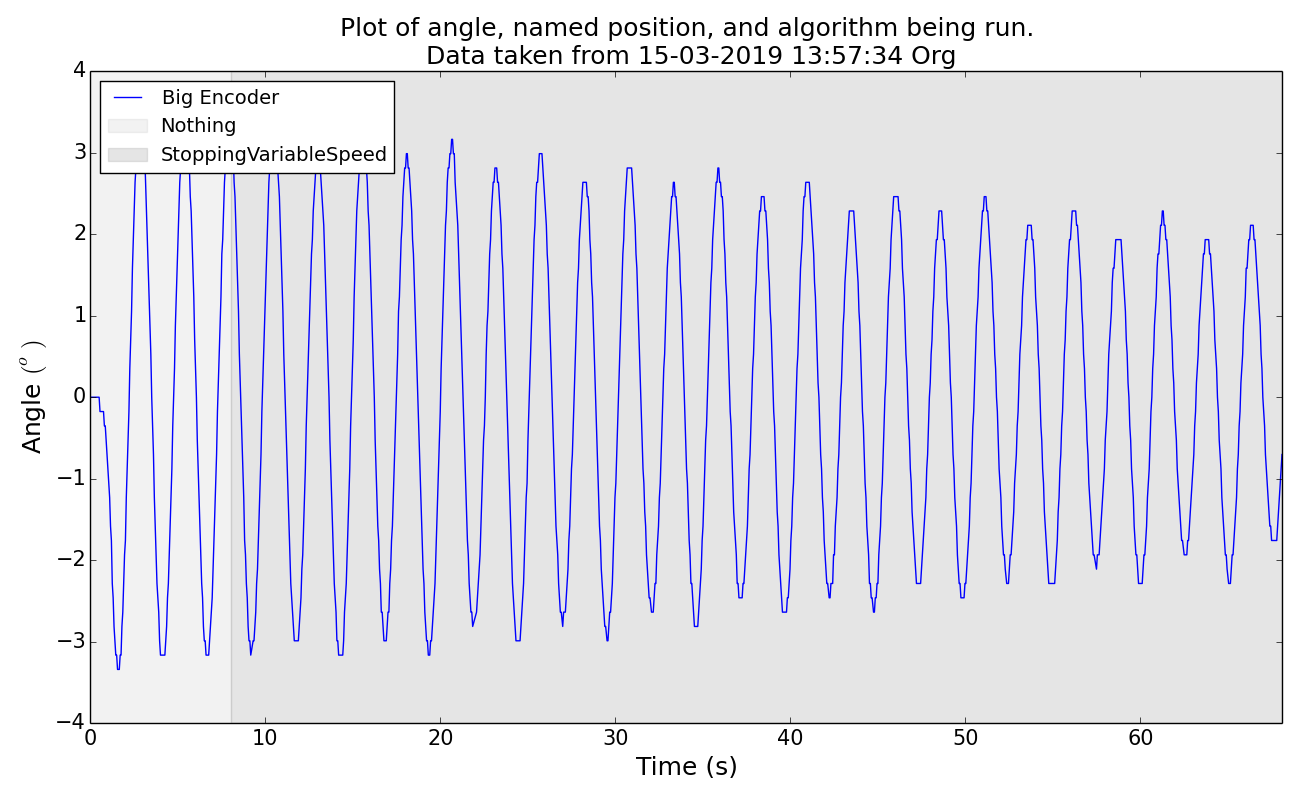 Plot of angle, named position, and algorithm being run.
Data taken from 15-03-2019 13:57:34 Org
Big Encoder
Nothing
StoppingVariableSpeed
4
3
2
1
0
−1
−2
−3
−4
Angle (º)
0
10
20
30
40
50
60
Time (s)